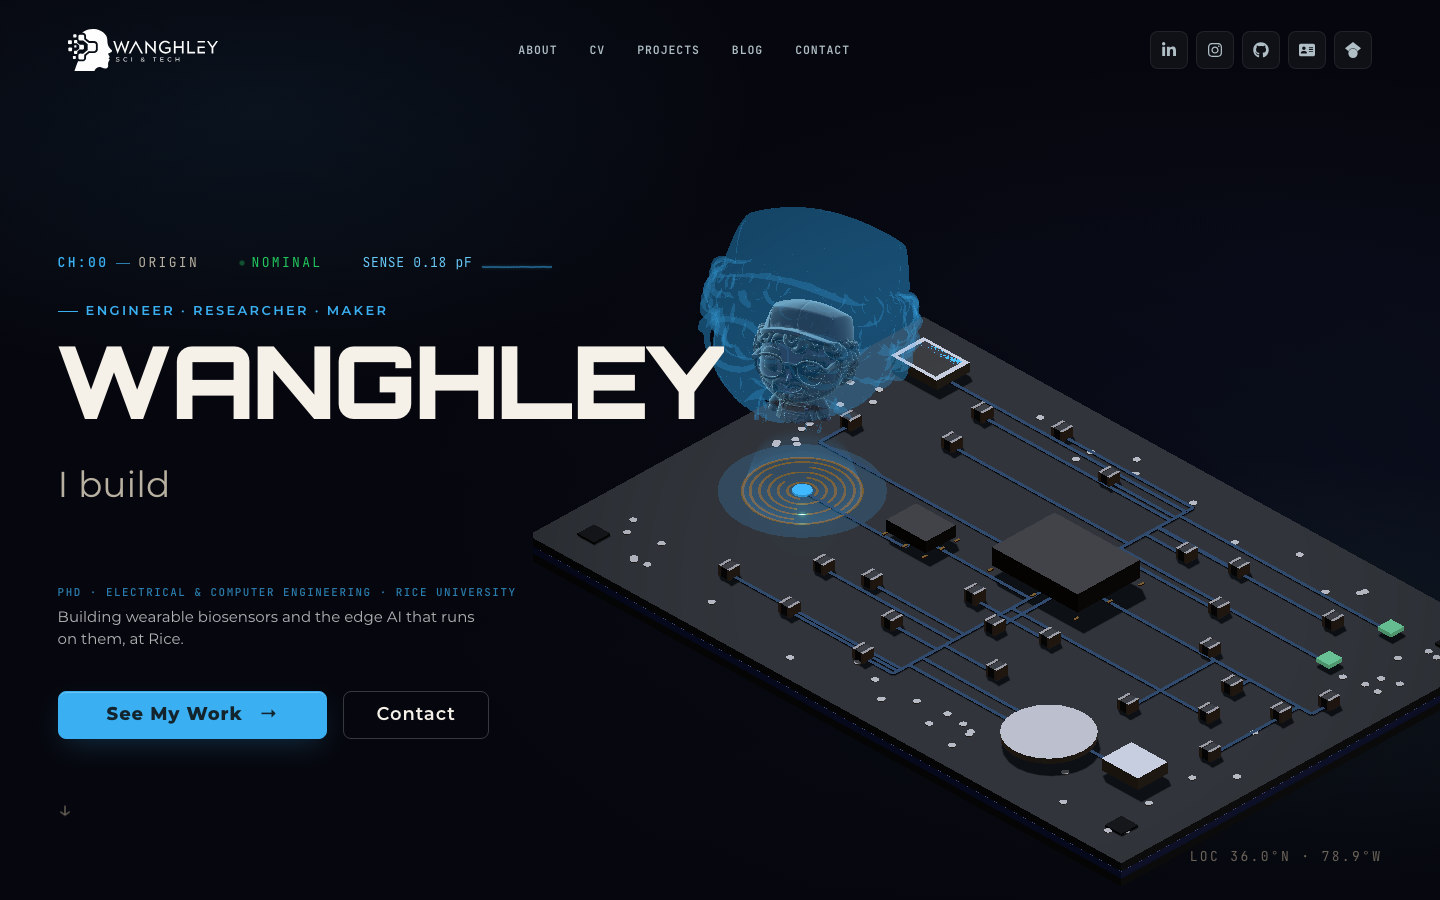 WANGHLEY
SCI & TECH
ABOUT CV PROJECTS BLOG CONTACT
in
CH:00 — ORIGIN NOMINAL SENSE 0.18 pF
— ENGINEER · RESEARCHER · MAKER
WANGHLEY
I build
PHD · ELECTRICAL & COMPUTER ENGINEERING · RICE UNIVERSITY
Building wearable biosensors and the edge AI that runs
on them, at Rice.
See My Work →
Contact
↓
LOC 36.0°N · 78.9°W